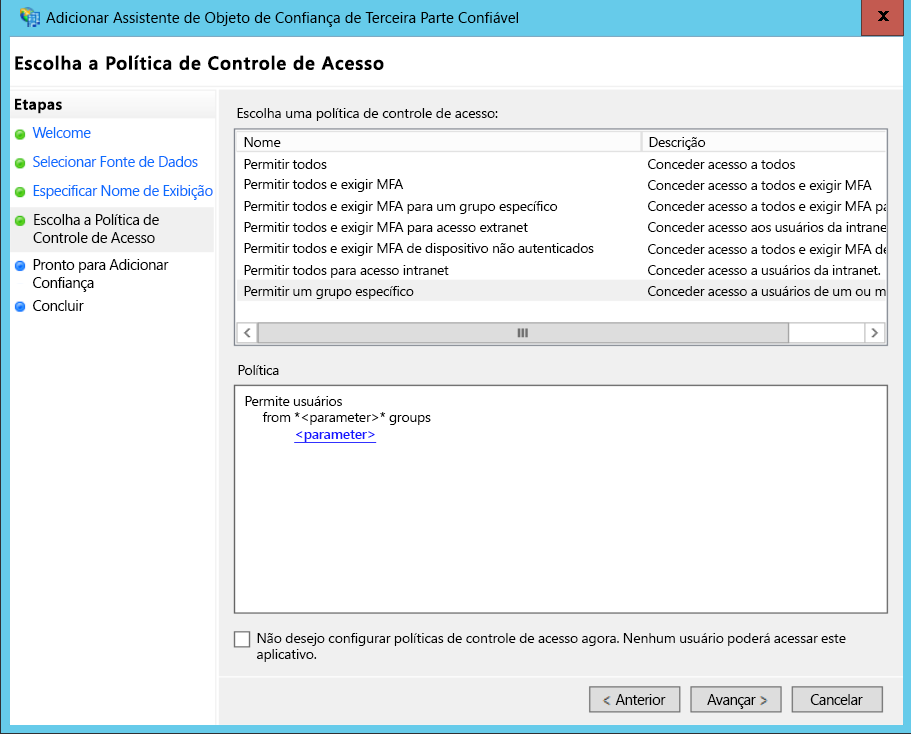 Adicionar Assistente de Objeto de Confiança de Terceira Parte Confiável
x
Escolha a Política de Controle de Acesso
Etapas
Welcome
Selecionar Fonte de Dados
Especificar Nome de Exibição
Escolha a Política de
Controle de Acesso
Pronto para Adicionar
Confiança
Concluir
Escolha uma política de controle de acesso:
Nome Descrição
Permitir todos Conceder acesso a todos
Permitir todos e exigir MFA Conceder acesso a todos e exigir MFA
Permitir todos e exigir MFA para um grupo específico Conceder acesso a todos e exigir MFA pa
Permitir todos e exigir MFA para acesso extranet Conceder acesso aos usuários da intrane
Permitir todos e exigir MFA de dispositivo não autenticados Conceder acesso a todos e exigir MFA de
Permitir todos para acesso intranet Conceder acesso a usuários da intranet.
Permitir um grupo específico Conceder acesso a usuários de um ou m
Política
Permite usuários
from *<parameter>* groups
<parameter>
Não desejo configurar políticas de controle de acesso agora. Nenhum usuário poderá acessar este
aplicativo.
< Anterior Avançar > Cancelar